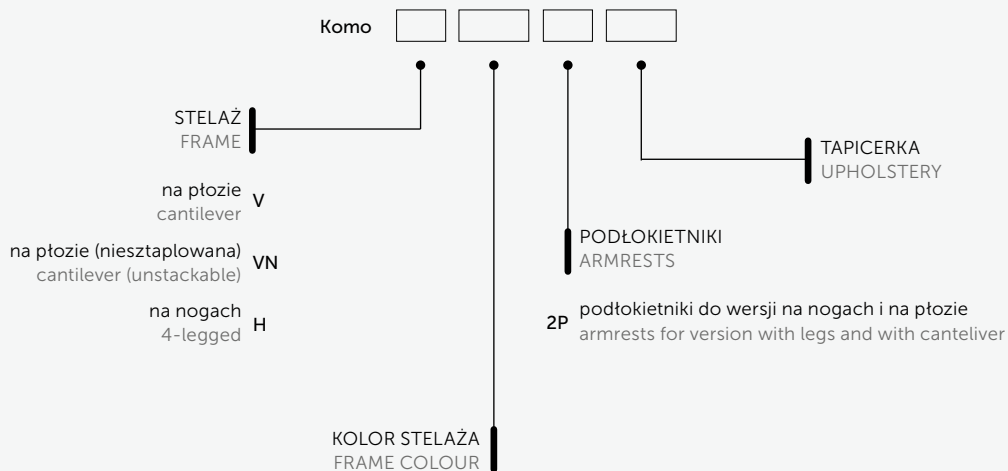 Komo
STELAŻ
FRAME
na płozie
cantilever
V
na płozie (niesztaplowana)
cantilever (unstackable)
VN
na nogach
4-legged
H
KOLOR STELAŻA
FRAME COLOUR
PODŁOKIETNIKI
ARMRESTS
2P
podłokietniki do wersji na nogach i na płozie
armrests for version with legs and with canteliver
TAPICERKA
UPHOLSTERY